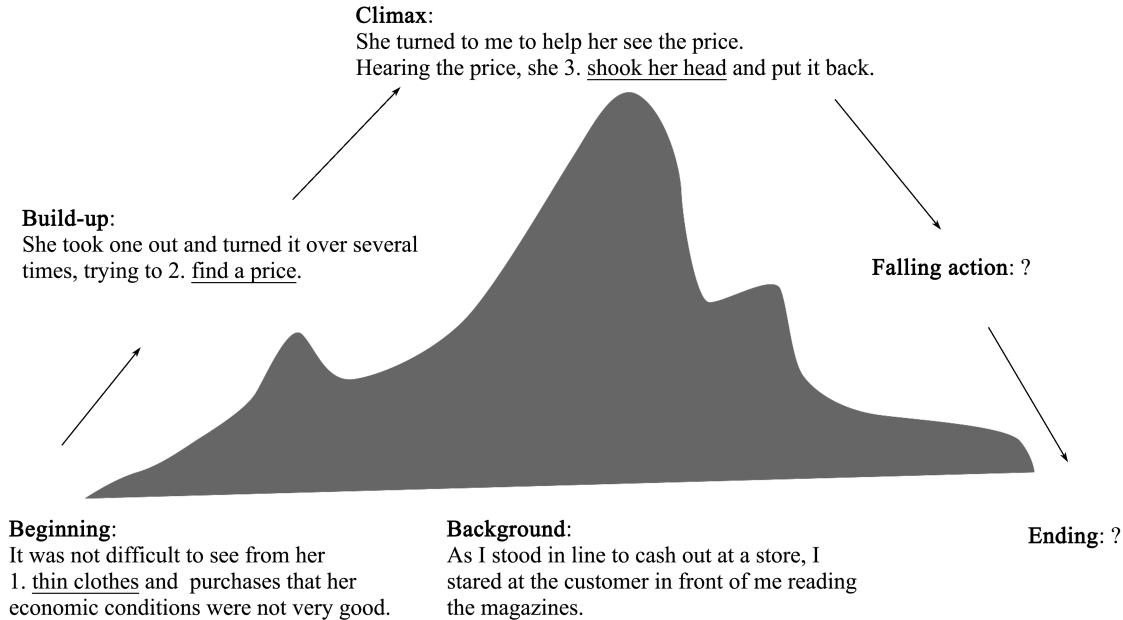 Climax:
She turned to me to help her see the price.
Hearing the price, she 3. shook her head and put it back.
Build-up:
She took one out and turned it over several
times, trying to 2. find a price.
Falling action: ?
Beginning:
It was not difficult to see from her
1. thin clothes and purchases that her
economic conditions were not very good.
Background:
As I stood in line to cash out at a store, I
stared at the customer in front of me reading
the magazines.
Ending: ?